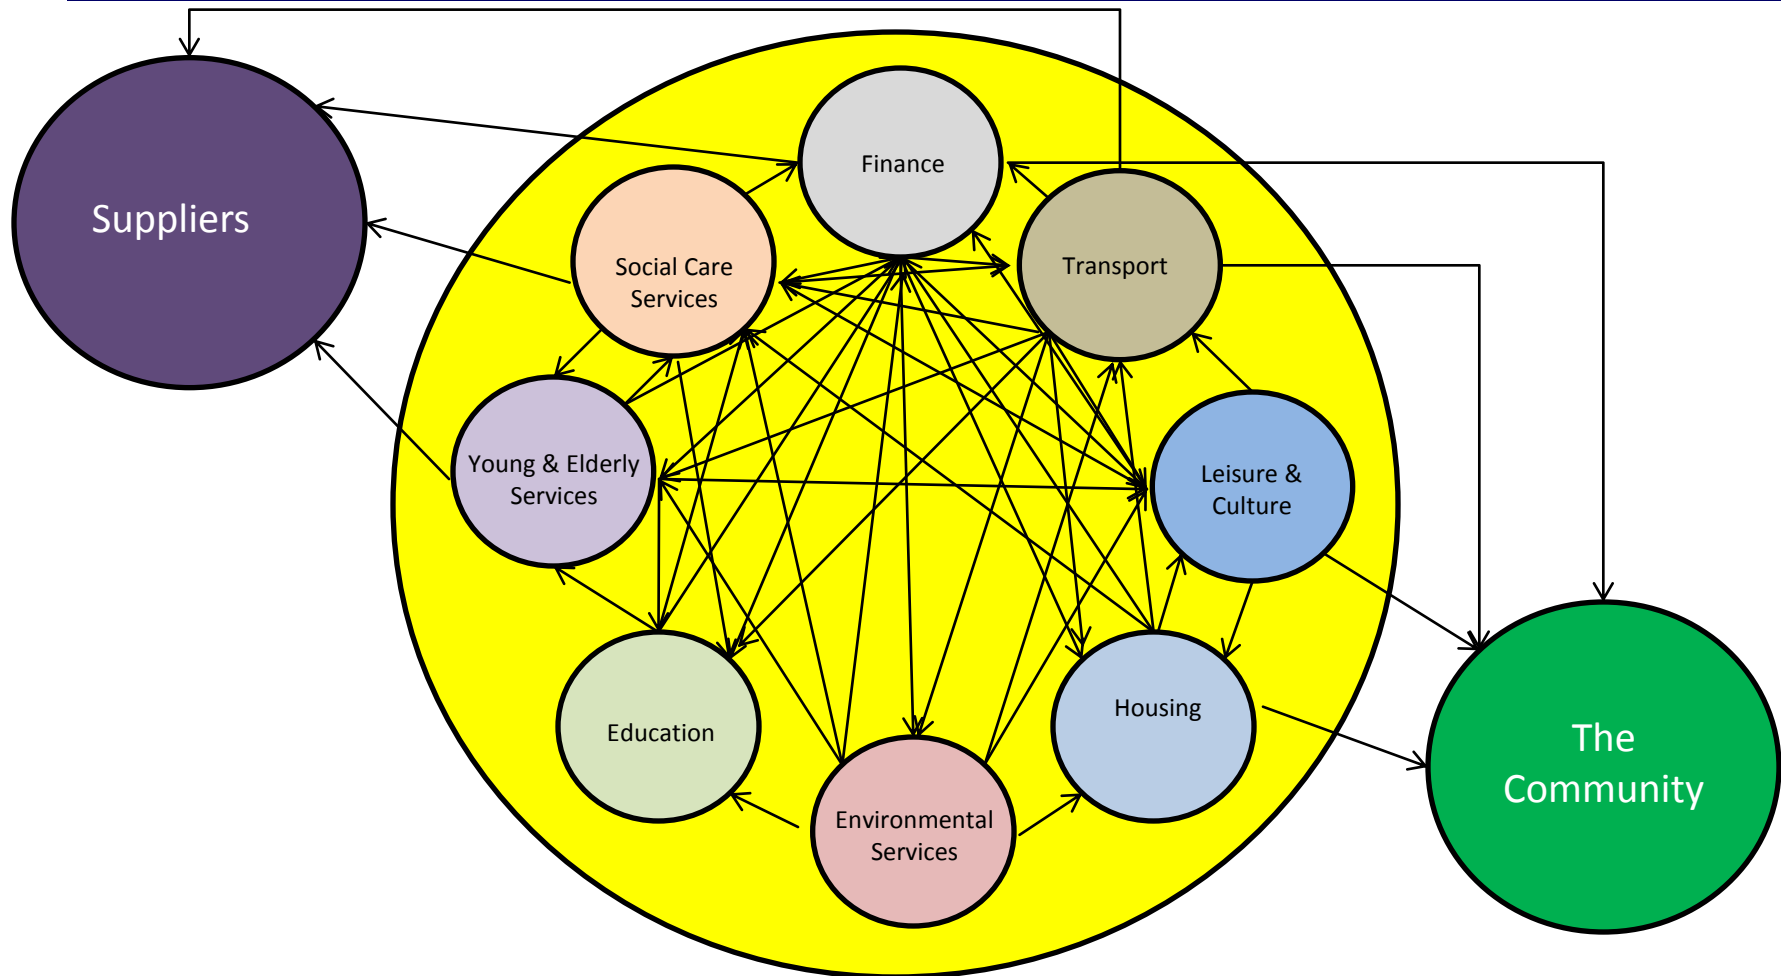 Finance
Suppliers
Social Care
Services
Transport
Young & Elderly
Services
Leisure &
Culture
Education
Housing
The
Community
Environmental
Services